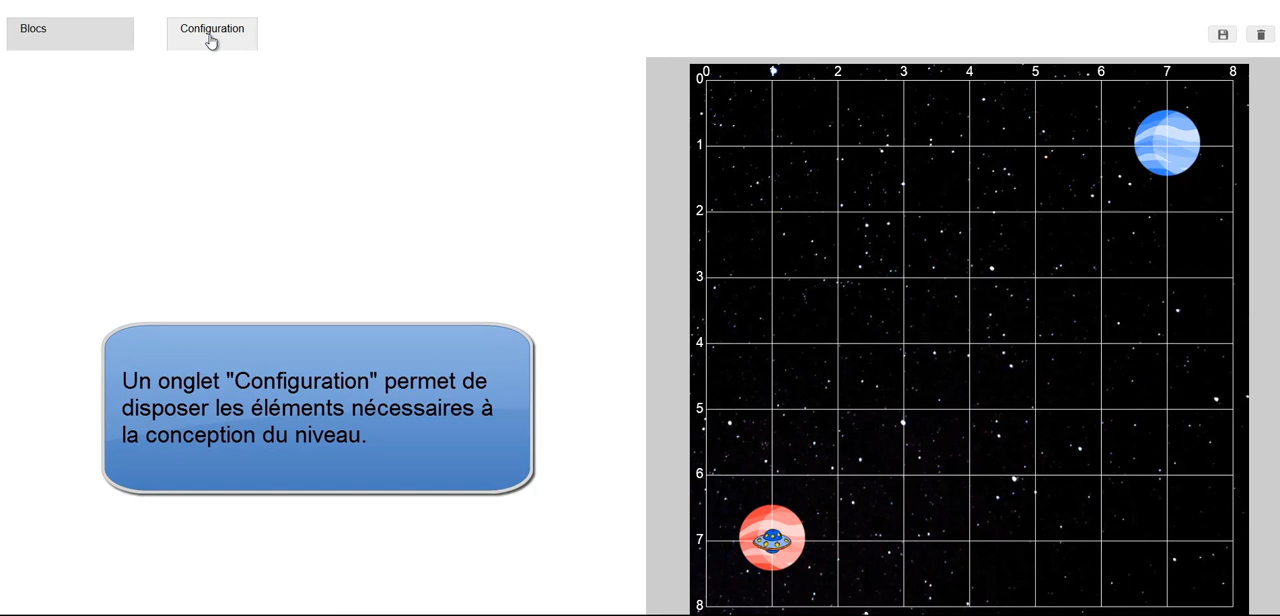 Blocs
Configuration
0 1 2 3 4 5 6 7 8
0
1
2
3
4
5
6
7
8
Un onglet "Configuration" permet de
disposer les éléments nécessaires à
la conception du niveau.